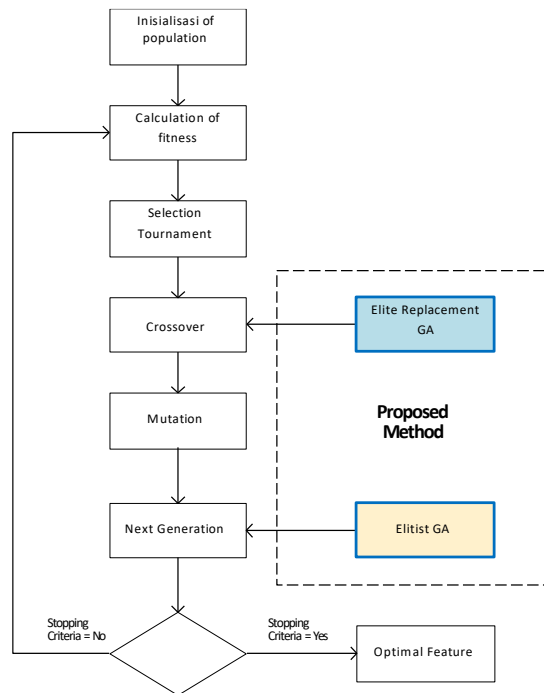 Inisialisasi of
population
Calculation of
fitness
Selection
Tournament
Crossover
Elite Replacement
GA
Mutation
Proposed
Method
Next Generation
Elitist GA
Stopping
Criteria = No
Stopping
Criteria = Yes
Optimal Feature